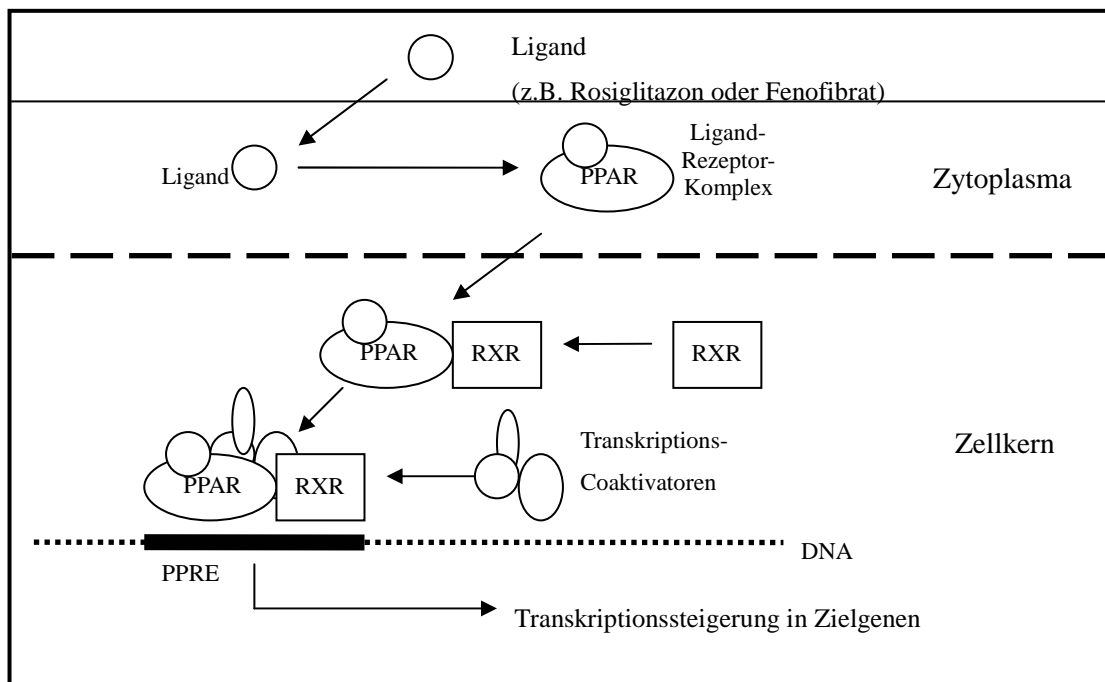 Ligand
(z.B. Rosiglitazon oder Fenofibrat)
Ligand
PPAR
Ligand-
Rezeptor-
Komplex
Zytoplasma
PPAR
RXR
RXR
Transkriptions-
Coaktivatoren
Zellkern
PPAR
RXR
DNA
PPRE
Transkriptionssteigerung in Zielgenen